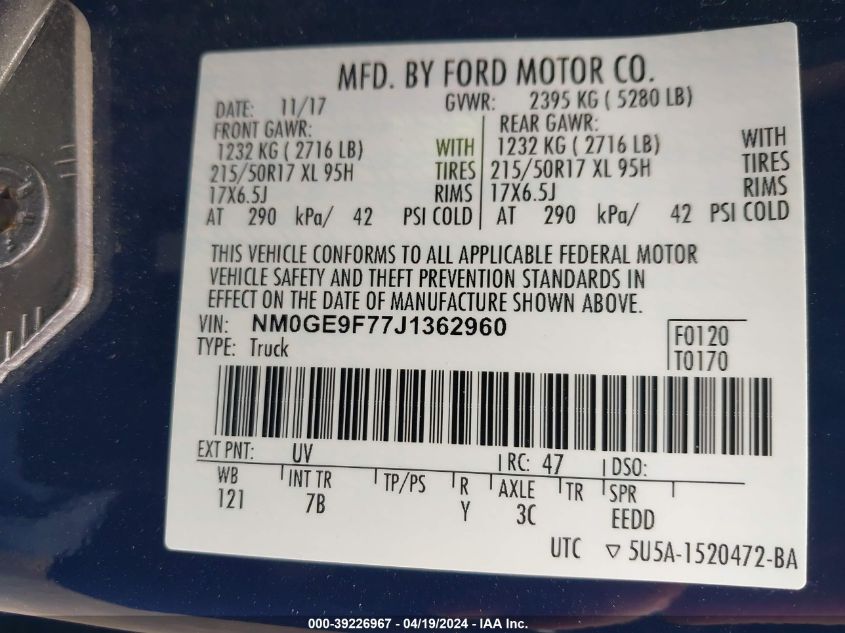 MFD. BY FORD MOTOR CO.
DATE: 11/17 GVWR: 2395 KG ( 5280 LB)
FRONT GAWR: REAR GAWR:
1232 KG ( 2716 LB) WITH 1232 KG ( 2716 LB) WITH
215/50R17 XL 95H TIRES 215/50R17 XL 95H TIRES
17X6.5J RIMS 17X6.5J RIMS
AT 290 kPa/ 42 PSI COLD AT 290 kPa/ 42 PSI COLD
THIS VEHICLE CONFORMS TO ALL APPLICABLE FEDERAL MOTOR
VEHICLE SAFETY AND THEFT PREVENTION STANDARDS IN
EFFECT ON THE DATE OF MANUFACTURE SHOWN ABOVE.
VIN: NM0GE9F77J1362960
F0120
TYPE: Truck
T0170
EXT PNT: UV RC: 47 DSO:
WB INT TR TP/PS R AXLE TR SPR
121 7B Y 3C EEDD
UTC ▽ 5U5A-1520472-BA
000-39226967 - 04/19/2024 - IAA Inc.